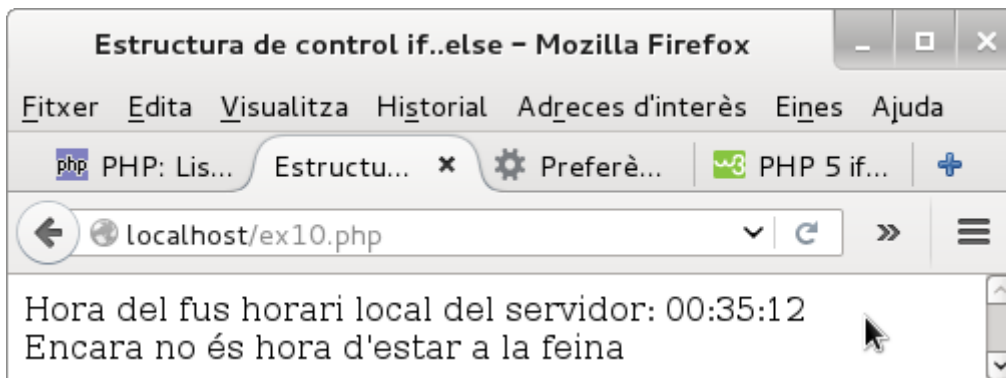 Estructura de control if..else – Mozilla Firefox
Fitxer Edita Visualitza Historial Adreces d'interès Eines Ajuda
php PHP: Lis... Estructu... Preferè... w3 PHP 5 if...
localhost/ex10.php
Hora del fus horari local del servidor: 00:35:12
Encara no és hora d'estar a la feina